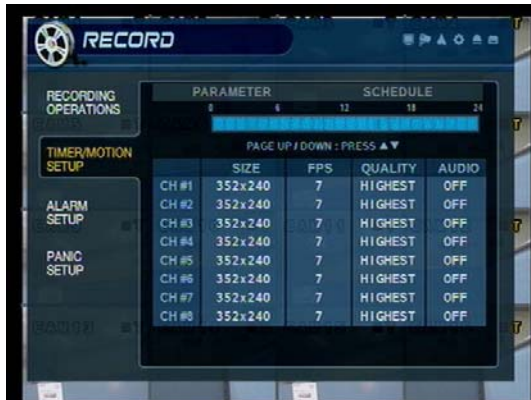 RECORD
RECORDING OPERATIONS
TIMER/MOTION SETUP
ALARM SETUP
PANIC SETUP
PARAMETER SCHEDULE
0 6 12 18 24
PAGE UP / DOWN : PRESS ▲▼
SIZE FPS QUALITY AUDIO
CH #1 352x240 7 HIGHEST OFF
CH #2 352x240 7 HIGHEST OFF
CH #3 352x240 7 HIGHEST OFF
CH #4 352x240 7 HIGHEST OFF
CH #5 352x240 7 HIGHEST OFF
CH #6 352x240 7 HIGHEST OFF
CH #7 352x240 7 HIGHEST OFF
CH #8 352x240 7 HIGHEST OFF